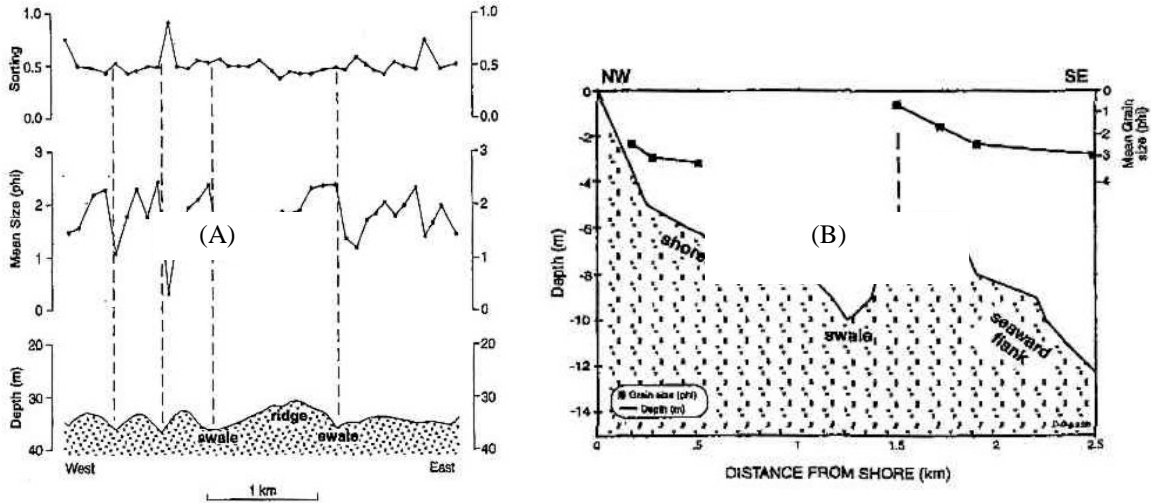 1.0
0.5
0.0
Sorting
1.0
0.5
0.0
3
2
1
0
Mean Size (phi)
3
2
1
0
(A)
20
30
40
Depth (m)
20
30
40
swale
ridge
swale
West
East
1 km
NW
SE
0
-2
-4
-6
-8
-10
-12
-14
Depth (m)
0
1
2
3
4
Mean Grain
size (phi)
shore
(B)
swale
seaward
flank
Grain size (phi)
Depth (m)
0
.5
1
1.5
2
2.5
DISTANCE FROM SHORE (km)